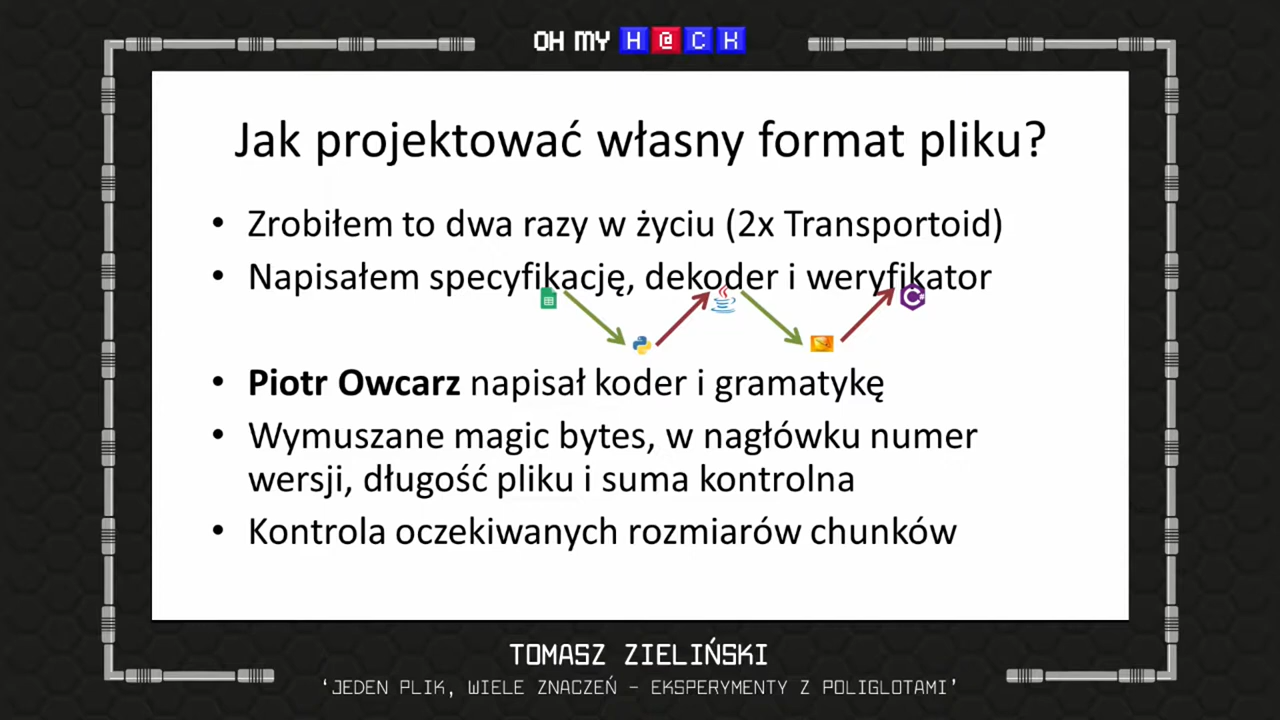 OH MY H@CK
Jak projektować własny format pliku?
• Zrobiłem to dwa razy w życiu (2x Transportoid)
• Napisałem specyfikację, dekoder i weryfikator
• Piotr Owcarz napisał koder i gramatykę
• Wymuszane magic bytes, w nagłówku numer
wersji, długość pliku i suma kontrolna
• Kontrola oczekiwanych rozmiarów chunków
TOMASZ ZIELIŃSKI
‘JEDEN PLIK, WIELE ZNACZEŃ – EKSPERYMENTY Z POLIGLOTAMI’